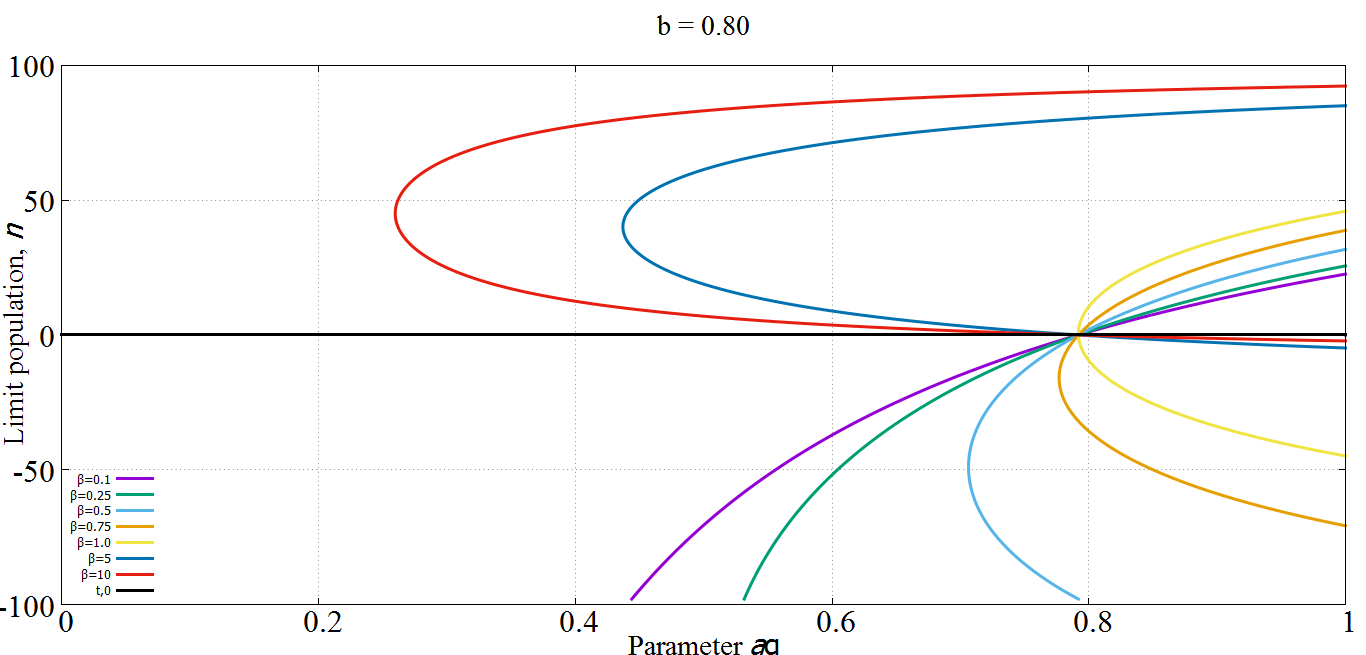 b = 0.80
100
50
0
-50
-100
Limit population, n
β=0.1
β=0.25
β=0.5
β=0.75
β=1.0
β=5
β=10
t,0
0 0.2 0.4 0.6 0.8 1
Parameter aq